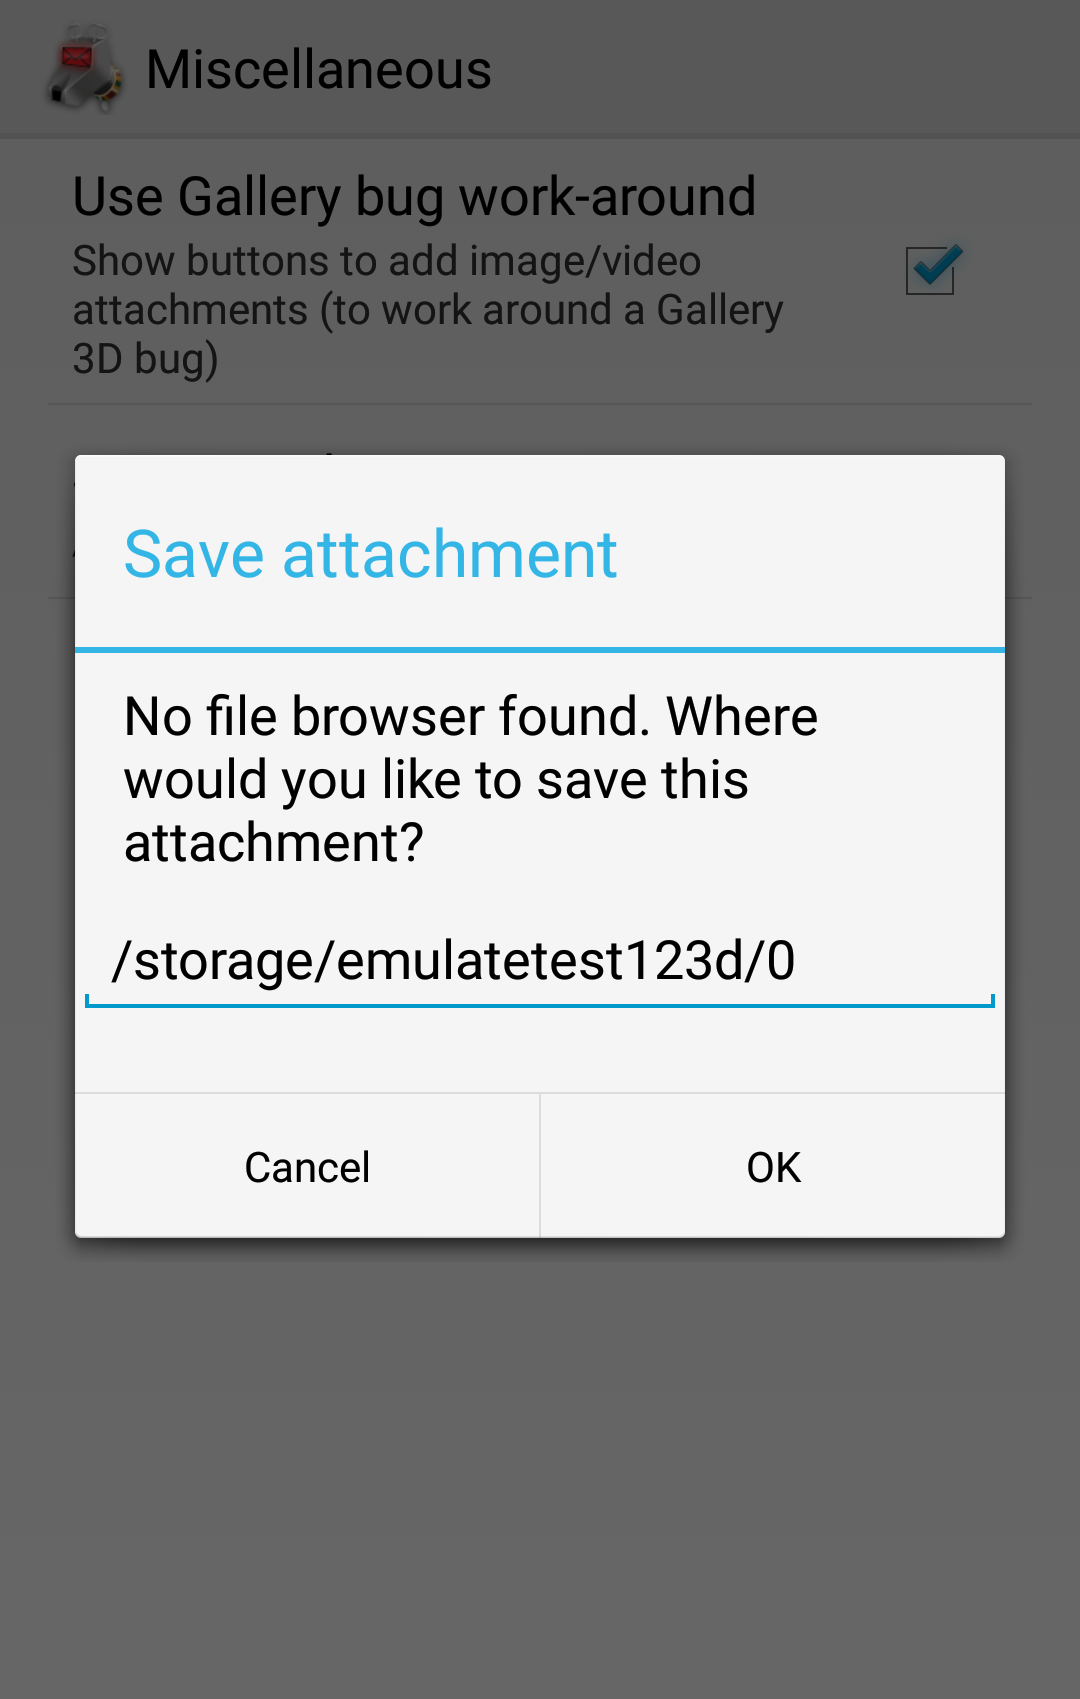 Miscellaneous
Use Gallery bug work-around
Show buttons to add image/video
attachments (to work around a Gallery
3D bug)
Save attachment
No file browser found. Where
would you like to save this
attachment?
/storage/emulatetest123d/0
Cancel
OK